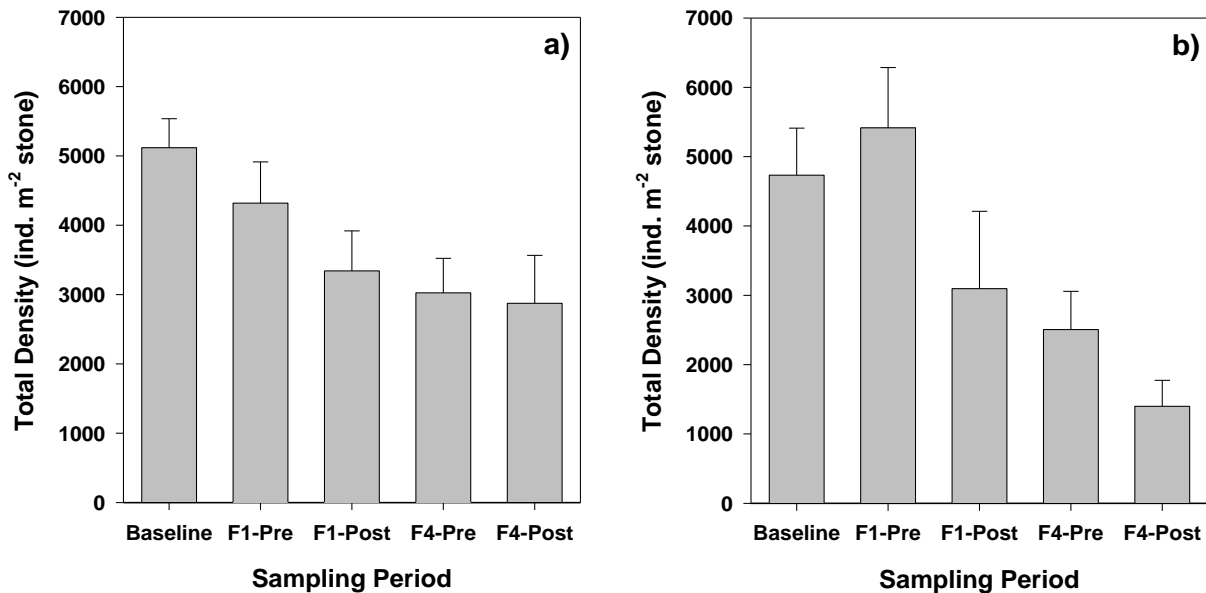 a)
Total Density (ind. m⁻² stone)
7000
6000
5000
4000
3000
2000
1000
0
Baseline F1-Pre F1-Post F4-Pre F4-Post
Sampling Period
b)
Total Density (ind. m⁻² stone)
7000
6000
5000
4000
3000
2000
1000
0
Baseline F1-Pre F1-Post F4-Pre F4-Post
Sampling Period